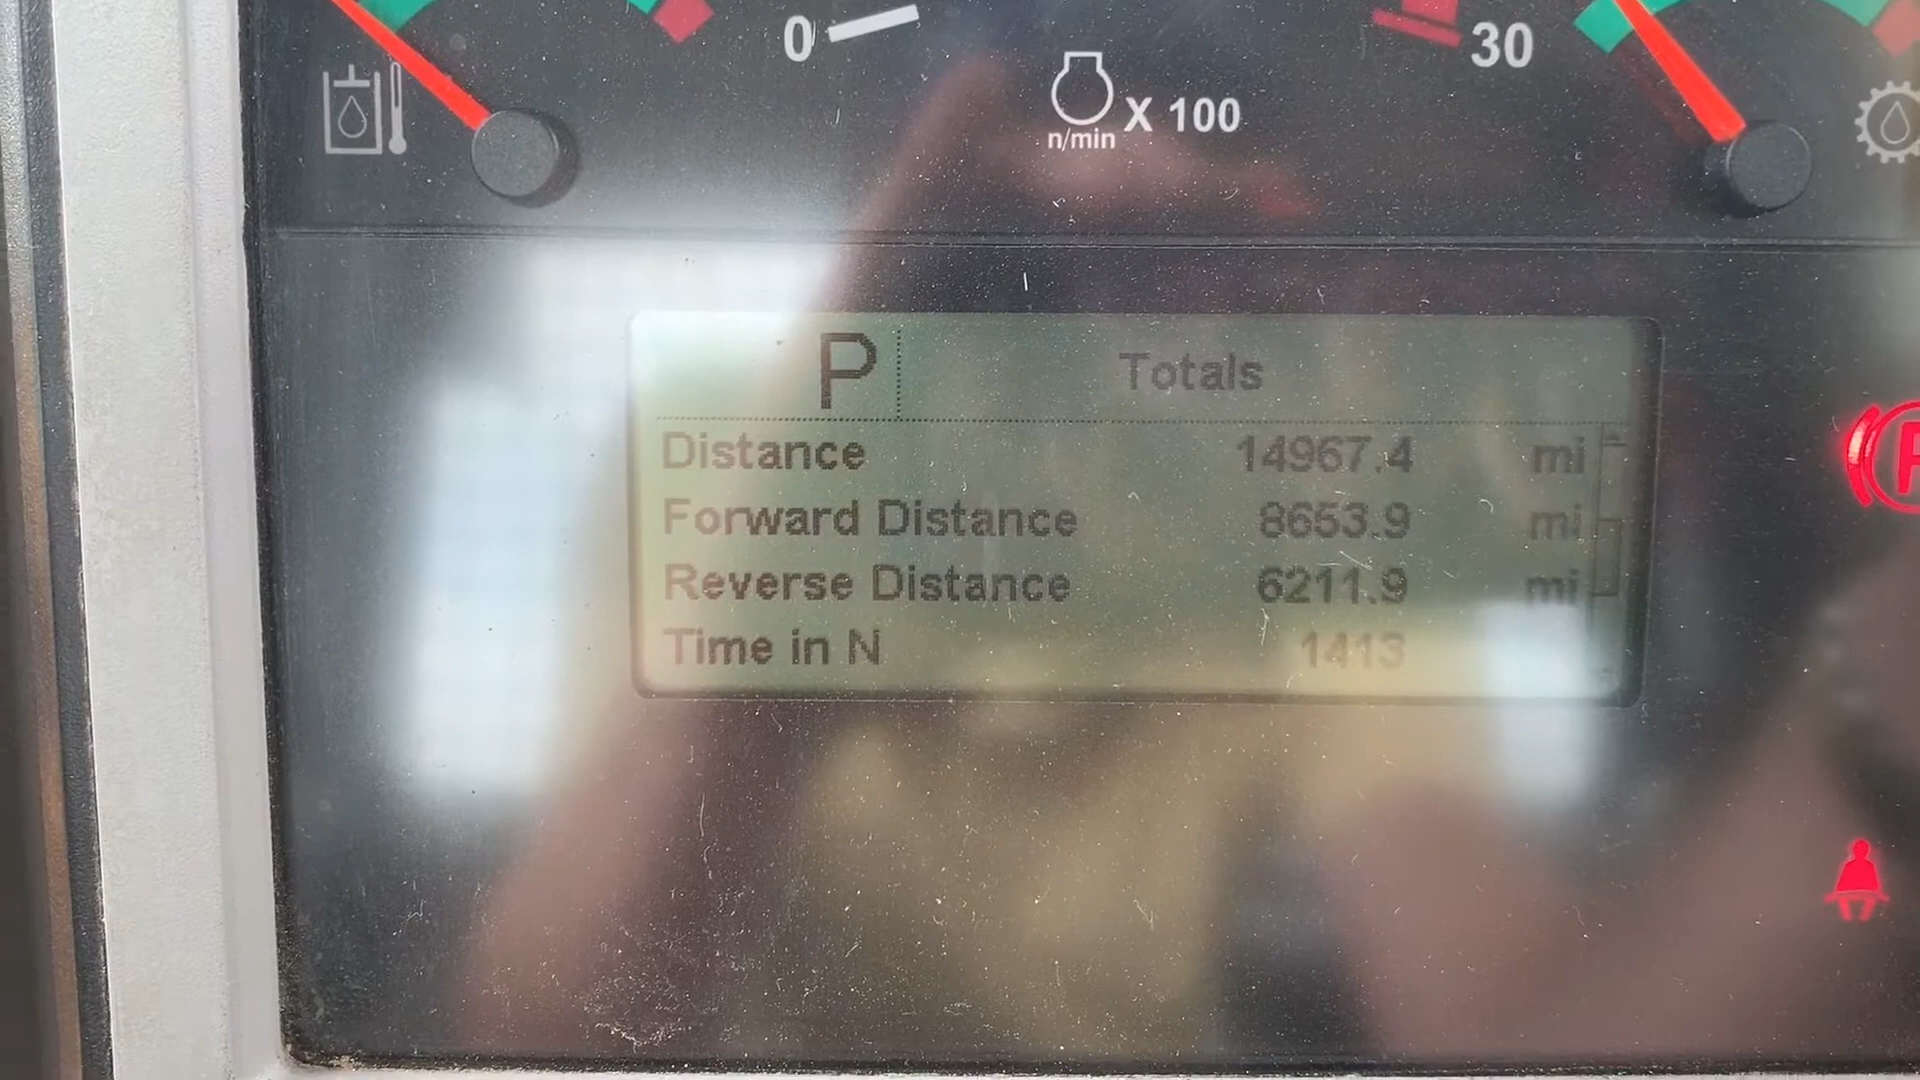 0 30
X 100
n/min
P Totals
Distance 14967.4 mi
Forward Distance 8653.9 mi
Reverse Distance 6211.9 mi
Time in N 1413